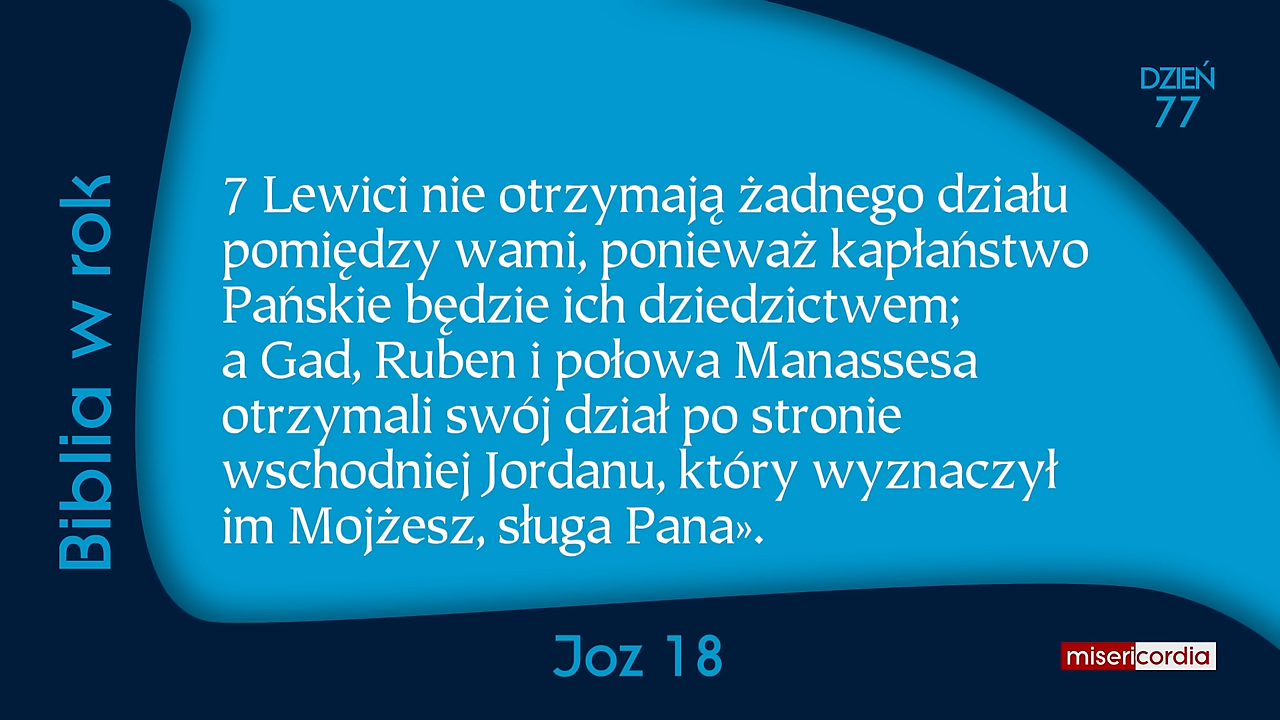 DZIEŃ
77
Biblia w rok
7 Lewici nie otrzymają żadnego działu
pomiędzy wami, ponieważ kapłaństwo
Pańskie będzie ich dziedzictwem;
a Gad, Ruben i połowa Manassesa
otrzymali swój dział po stronie
wschodniej Jordanu, który wyznaczył
im Mojżesz, sługa Pana».
Joz 18
misericordia